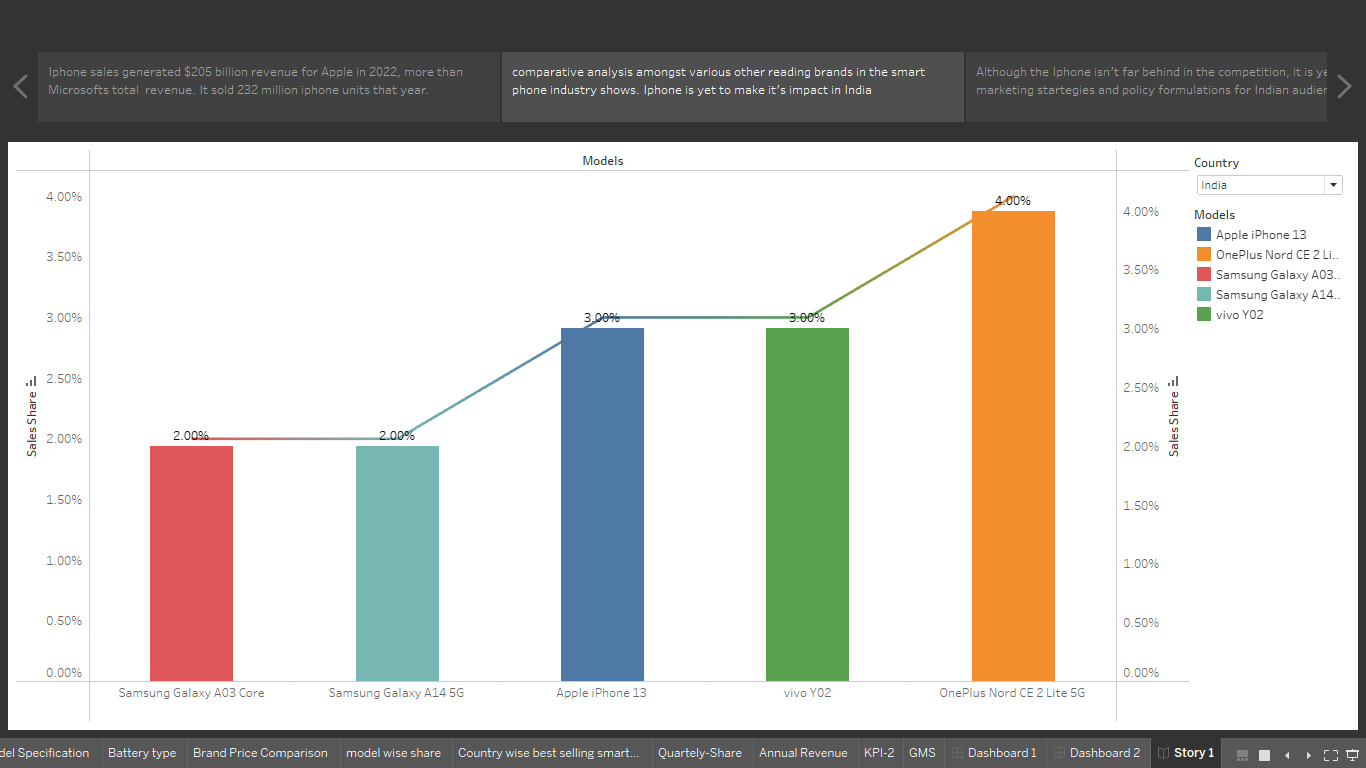 Iphone sales generated $205 billion revenue for Apple in 2022, more than
Microsofts total revenue. It sold 232 million iphone units that year.
comparative analysis amongst various other reading brands in the smart
phone industry shows. Iphone is yet to make it’s impact in India
Although the Iphone isn’t far behind in the competition, it is ye
marketing startegies and policy formulations for Indian audier
Models
4.00%
3.50%
3.00%
2.50%
2.00%
1.50%
1.00%
0.50%
0.00%
Sales Share
2.00%
2.00%
3.00%
3.00%
4.00%
Samsung Galaxy A03 Core
Samsung Galaxy A14 5G
Apple iPhone 13
vivo Y02
OnePlus Nord CE 2 Lite 5G
4.00%
3.50%
3.00%
2.50%
2.00%
1.50%
1.00%
0.50%
0.00%
Sales Share
Country
India
Models
Apple iPhone 13
OnePlus Nord CE 2 Li..
Samsung Galaxy A03..
Samsung Galaxy A14..
vivo Y02
del Specification
Battery type
Brand Price Comparison
model wise share
Country wise best selling smart...
Quartely-Share
Annual Revenue
KPI-2
GMS
Dashboard 1
Dashboard 2
Story 1